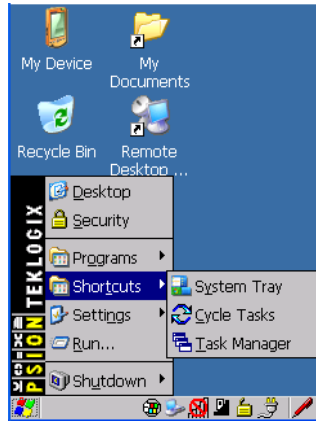 My Device
My
Documents
Recycle Bin
Remote
Desktop ...
PSION TEKLOGIX
Desktop
Security
Programs
Shortcuts
Settings
Run...
Shutdown
System Tray
Cycle Tasks
Task Manager